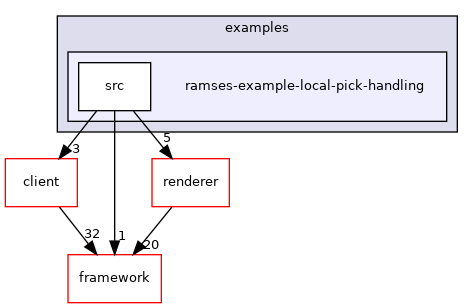 examples
src
ramses-example-local-pick-handling
3
5
client
renderer
32
1
20
framework